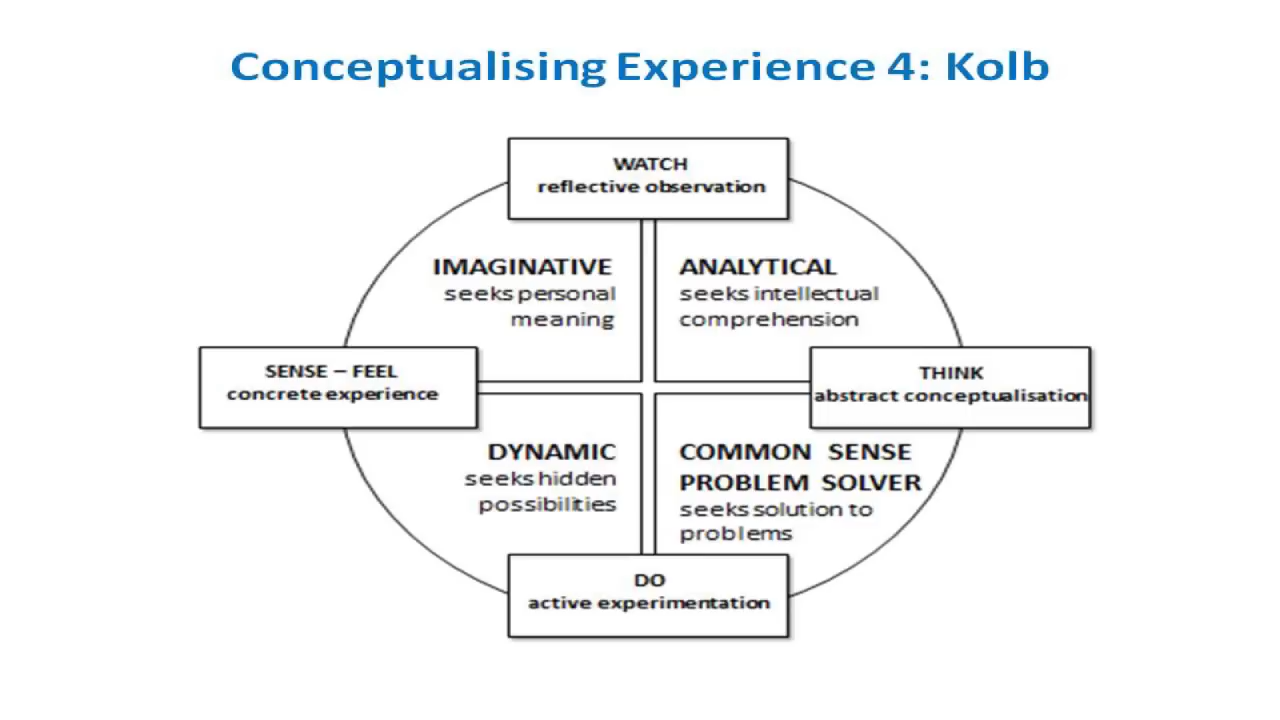 Conceptualising Experience 4: Kolb
WATCH
reflective observation
IMAGINATIVE
seeks personal
meaning
ANALYTICAL
seeks intellectual
comprehension
SENSE – FEEL
concrete experience
THINK
abstract conceptualisation
DYNAMIC
seeks hidden
possibilities
COMMON SENSE
PROBLEM SOLVER
seeks solution to
problems
DO
active experimentation